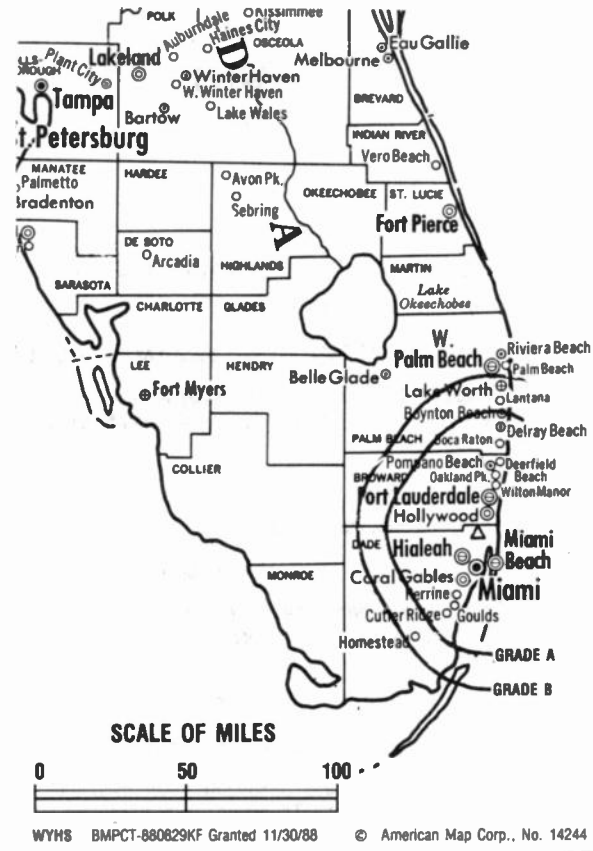 POLK
Kissimmee
Auburndale
Haines City
OSCEOLA
D
Eau Gallie
Melbourne
Plant City
Lakeland
Winter Haven
W. Winter Haven
Tampa
Bartow
Lake Wales
BREVARD
St. Petersburg
INDIAN RIVER
Vero Beach
MANATEE
HARDEE
Avon Pk.
Palmetto
Bradenton
Sebring
OKEECHOBEE
ST. LUCIE
Fort Pierce
A
DE SOTO
Arcadia
HIGHLANDS
MARTIN
SARASOTA
Lake
Okeechobee
CHARLOTTE
GLADES
W.
Palm Beach
Riviera Beach
Palm Beach
LEE
HENDRY
Belle Glade
Fort Myers
Lake Worth
Lantana
Boynton Beach
Delray Beach
PALM BEACH
Boca Raton
COLLIER
Pompano Beach
Deerfield
Beach
BROWARD
Oakland Pk.
Wilton Manor
Fort Lauderdale
Hollywood
DADE
Hialeah
Miami
Beach
MONROE
Coral Gables
Miami
Perrine
Cutler Ridge
Goulds
Homestead
GRADE A
GRADE B
SCALE OF MILES
0 50 100
WYHS BMPCT-880829KF Granted 11/30/88 © American Map Corp., No. 14244